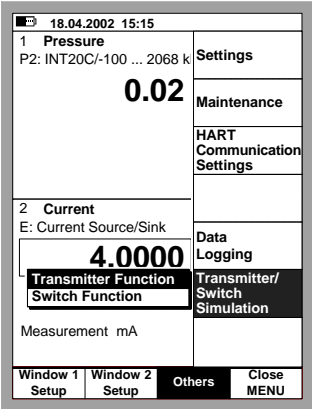 18.04.2002 15:15
1 Pressure
P2: INT20C/-100 ... 2068 k
0.02
2 Current
E: Current Source/Sink
4.0000
Transmitter Function
Switch Function
Measurement mA
Settings
Maintenance
HART
Communication
Settings
Data
Logging
Transmitter/
Switch
Simulation
Window 1
Setup
Window 2
Setup
Others
Close
MENU